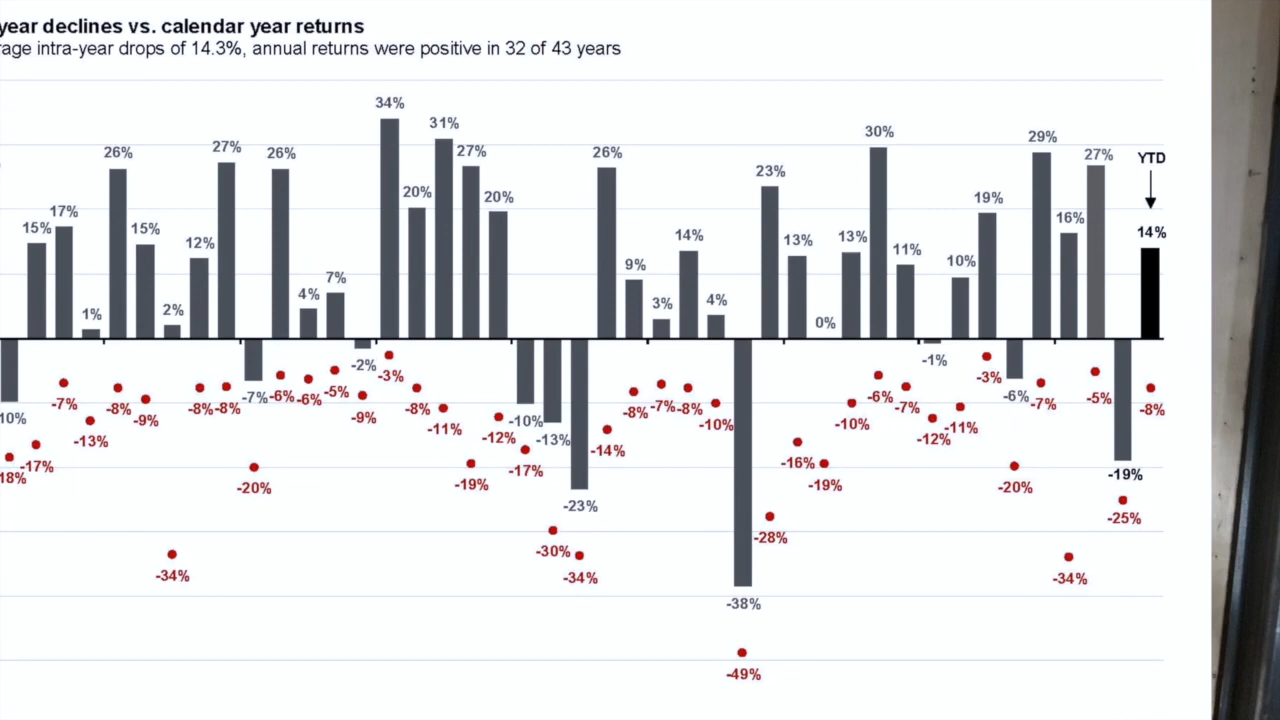 year declines vs. calendar year returns
rage intra-year drops of 14.3%, annual returns were positive in 32 of 43 years
34%
31%
26% 27% 26% 27% 26% 30% 29% 27% YTD
23%
20% 20% 19%
17% 16%
15% 15% 12% 14% 13% 13% 11% 14%
9% 10%
7%
4% 3% 4%
1% 2% 0%
-2% -1%
-3% -3%
-7% -6% -6% -5% -6% -6% -5%
-7% -8% -9% -8% -8% -9% -8% -8% -7% -8% -7% -7% -8%
10% -11% -10% -10% -10% -11%
-13% -12% -13% -12%
-14%
18% -17% -17% -16% -19%
-20% -19% -19% -20%
-23% -25%
-30% -28%
-34% -34% -34%
-38%
-49%